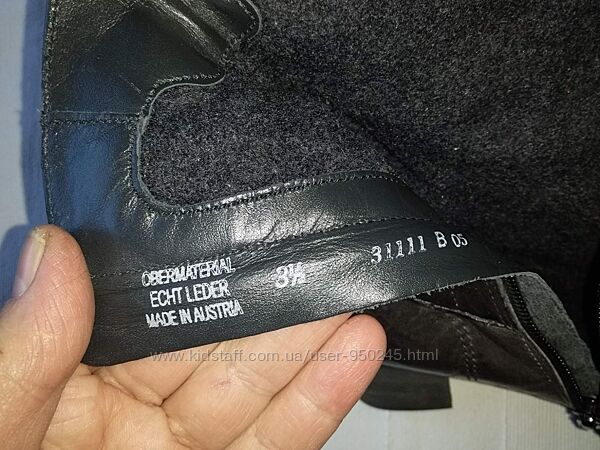 OBERMATERIAL
ECHT LEDER
MADE IN AUSTRIA
3½
31111 B 05
www.kidstaff.com.ua/user-950245.html